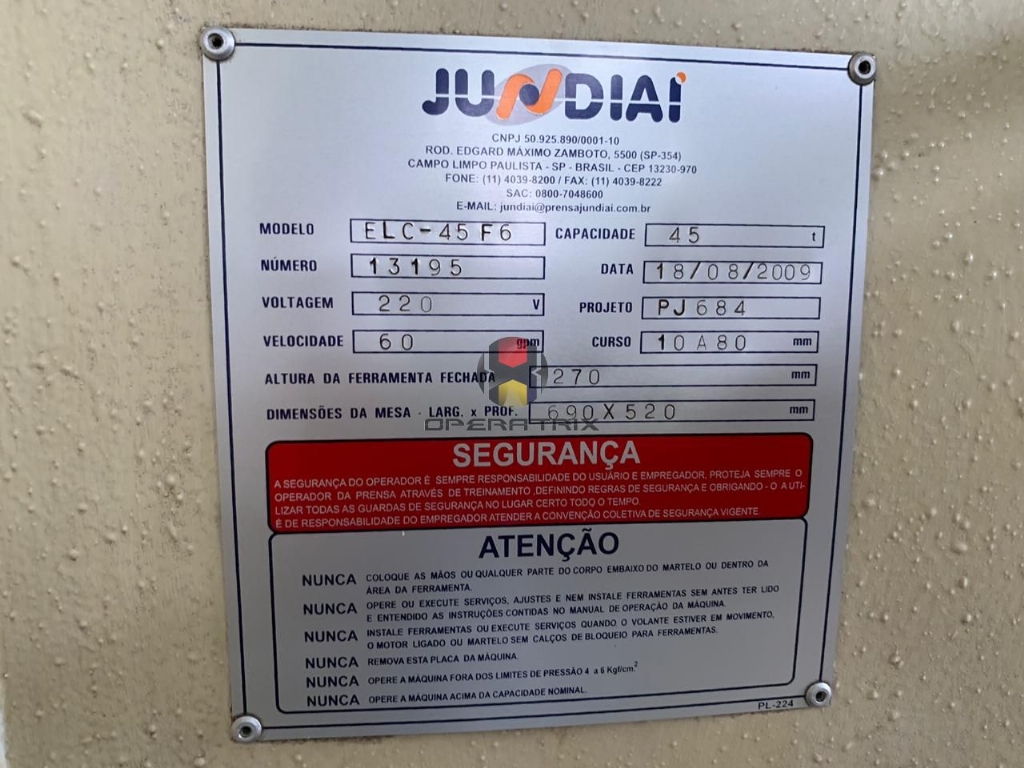 JUNDIAÍ
CNPJ 50.925.890/0001-10
ROD. EDGARD MÁXIMO ZAMBOTO, 5500 (SP-354)
CAMPO LIMPO PAULISTA - SP - BRASIL - CEP 13230-970
FONE: (11) 4039-8200 / FAX: (11) 4039-8222
SAC: 0800-7048600
E-MAIL: jundiai@prensajundiai.com.br
MODELO ELC-45 F6 CAPACIDADE 45 t
NÚMERO 13195 DATA 18/08/2009
VOLTAGEM 220 V PROJETO PJ684
VELOCIDADE 60 gpm CURSO 10A80 mm
ALTURA DA FERRAMENTA FECHADA 270 mm
DIMENSÕES DA MESA - LARG. x PROF. 690X520 mm
OPERATRIX
SEGURANÇA
A SEGURANÇA DO OPERADOR É SEMPRE RESPONSABILIDADE DO USUÁRIO E EMPREGADOR, PROTEJA SEMPRE O
OPERADOR DA PRENSA ATRAVÉS DE TREINAMENTO ,DEFININDO REGRAS DE SEGURANÇA E OBRIGANDO - O A UTI-
LIZAR TODAS AS GUARDAS DE SEGURANÇA NO LUGAR CERTO TODO O TEMPO.
É DE RESPONSABILIDADE DO EMPREGADOR ATENDER A CONVENÇÃO COLETIVA DE SEGURANÇA VIGENTE.
ATENÇÃO
NUNCA COLOQUE AS MÃOS OU QUALQUER PARTE DO CORPO EMBAIXO DO MARTELO OU DENTRO DA
ÁREA DA FERRAMENTA.
NUNCA OPERE OU EXECUTE SERVIÇOS, AJUSTES E NEM INSTALE FERRAMENTAS SEM ANTES TER LIDO
E ENTENDIDO AS INSTRUÇÕES CONTIDAS NO MANUAL DE OPERAÇÃO DA MÁQUINA.
NUNCA INSTALE FERRAMENTAS OU EXECUTE SERVIÇOS QUANDO O VOLANTE ESTIVER EM MOVIMENTO,
O MOTOR LIGADO OU MARTELO SEM CALÇOS DE BLOQUEIO PARA FERRAMENTAS.
NUNCA REMOVA ESTA PLACA DA MÁQUINA.
NUNCA OPERE A MÁQUINA FORA DOS LIMITES DE PRESSÃO 4 a 6 Kgf/cm²
NUNCA OPERE A MÁQUINA ACIMA DA CAPACIDADE NOMINAL.
PL-224